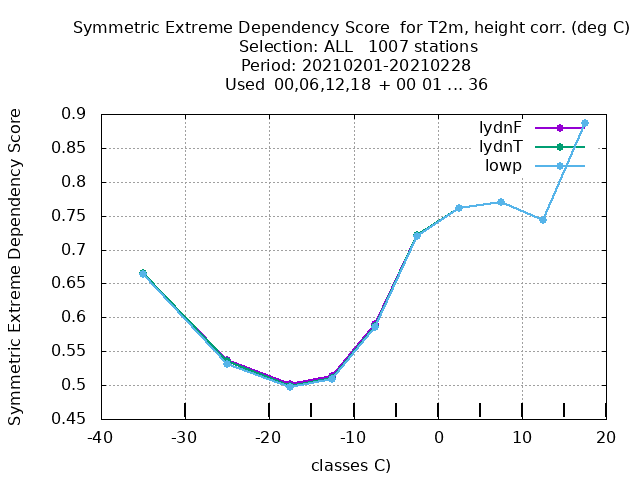 Symmetric Extreme Dependency Score for T2m, height corr. (deg C)
Selection: ALL 1007 stations
Period: 20210201-20210228
Used 00,06,12,18 + 00 01 ... 36
Symmetric Extreme Dependency Score
0.9
0.85
0.8
0.75
0.7
0.65
0.6
0.55
0.5
0.45
lydnF
lydnT
lowp
-40 -30 -20 -10 0 10 20
classes C)